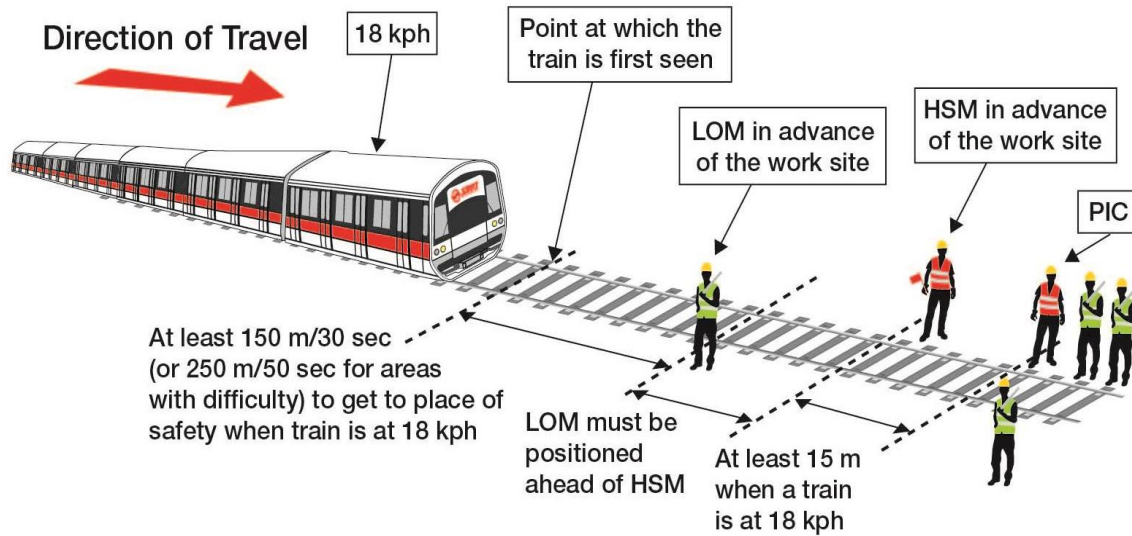 Direction of Travel
18 kph
Point at which the
train is first seen
LOM in advance
of the work site
HSM in advance
of the work site
PIC
At least 150 m/30 sec
(or 250 m/50 sec for areas
with difficulty) to get to place of
safety when train is at 18 kph
LOM must be
positioned
ahead of HSM
At least 15 m
when a train
is at 18 kph